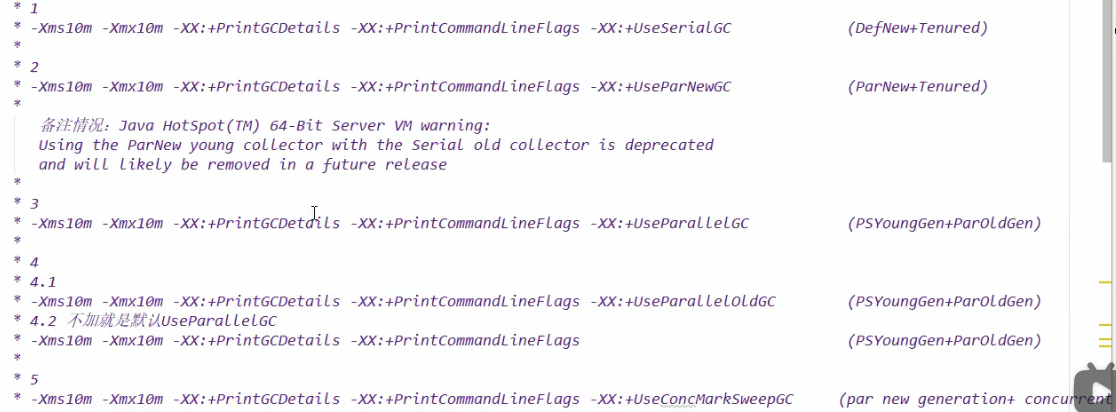 * 1
* -Xms10m -Xmx10m -XX:+PrintGCDetails -XX:+PrintCommandLineFlags -XX:+UseSerialGC (DefNew+Tenured)
*
* 2
* -Xms10m -Xmx10m -XX:+PrintGCDetails -XX:+PrintCommandLineFlags -XX:+UseParNewGC (ParNew+Tenured)
*
备注情况：Java HotSpot(TM) 64-Bit Server VM warning:
Using the ParNew young collector with the Serial old collector is deprecated
and will likely be removed in a future release
*
* 3
* -Xms10m -Xmx10m -XX:+PrintGCDetails -XX:+PrintCommandLineFlags -XX:+UseParallelGC (PSYoungGen+ParOldGen)
*
* 4
* 4.1
* -Xms10m -Xmx10m -XX:+PrintGCDetails -XX:+PrintCommandLineFlags -XX:+UseParallelOldGC (PSYoungGen+ParOldGen)
* 4.2 不加就是默认UseParallelGC
* -Xms10m -Xmx10m -XX:+PrintGCDetails -XX:+PrintCommandLineFlags (PSYoungGen+ParOldGen)
*
* 5
* -Xms10m -Xmx10m -XX:+PrintGCDetails -XX:+PrintCommandLineFlags -XX:+UseConcMarkSweepGC (par new generation+ concurrent